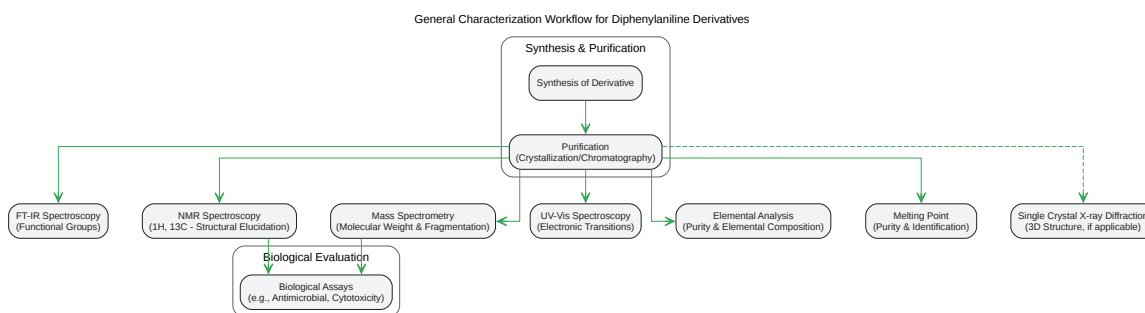 General Characterization Workflow for Diphenylaniline Derivatives
Synthesis & Purification
Synthesis of Derivative
Purification
(Crystallization/Chromatography)
FT-IR Spectroscopy
(Functional Groups)
NMR Spectroscopy
(1H, 13C - Structural Elucidation)
Mass Spectrometry
(Molecular Weight & Fragmentation)
UV-Vis Spectroscopy
(Electronic Transitions)
Elemental Analysis
(Purity & Elemental Composition)
Melting Point
(Purity & Identification)
Single Crystal X-ray Diffraction
(3D Structure, if applicable)
Biological Evaluation
Biological Assays
(e.g., Antimicrobial, Cytotoxicity)